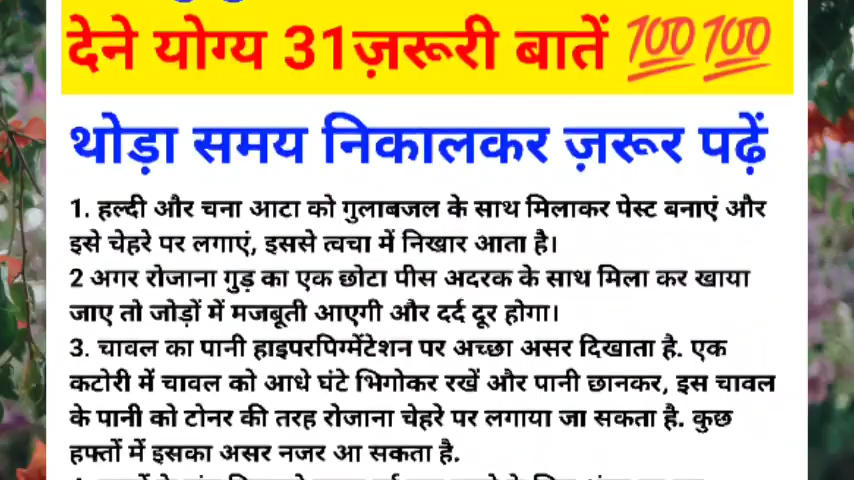 देने योग्य 31ज़रूरी बातें 💯💯
थोड़ा समय निकालकर ज़रूर पढ़ें
1. हल्दी और चना आटा को गुलाबजल के साथ मिलाकर पेस्ट बनाएं और
इसे चेहरे पर लगाएं, इससे त्वचा में निखार आता है।
2 अगर रोजाना गुड़ का एक छोटा पीस अदरक के साथ मिला कर खाया
जाए तो जोड़ों में मजबूती आएगी और दर्द दूर होगा।
3. चावल का पानी हाइपरपिग्मेंटेशन पर अच्छा असर दिखाता है. एक
कटोरी में चावल को आधे घंटे भिगोकर रखें और पानी छानकर, इस चावल
के पानी को टोनर की तरह रोजाना चेहरे पर लगाया जा सकता है. कुछ
हफ्तों में इसका असर नजर आ सकता है.